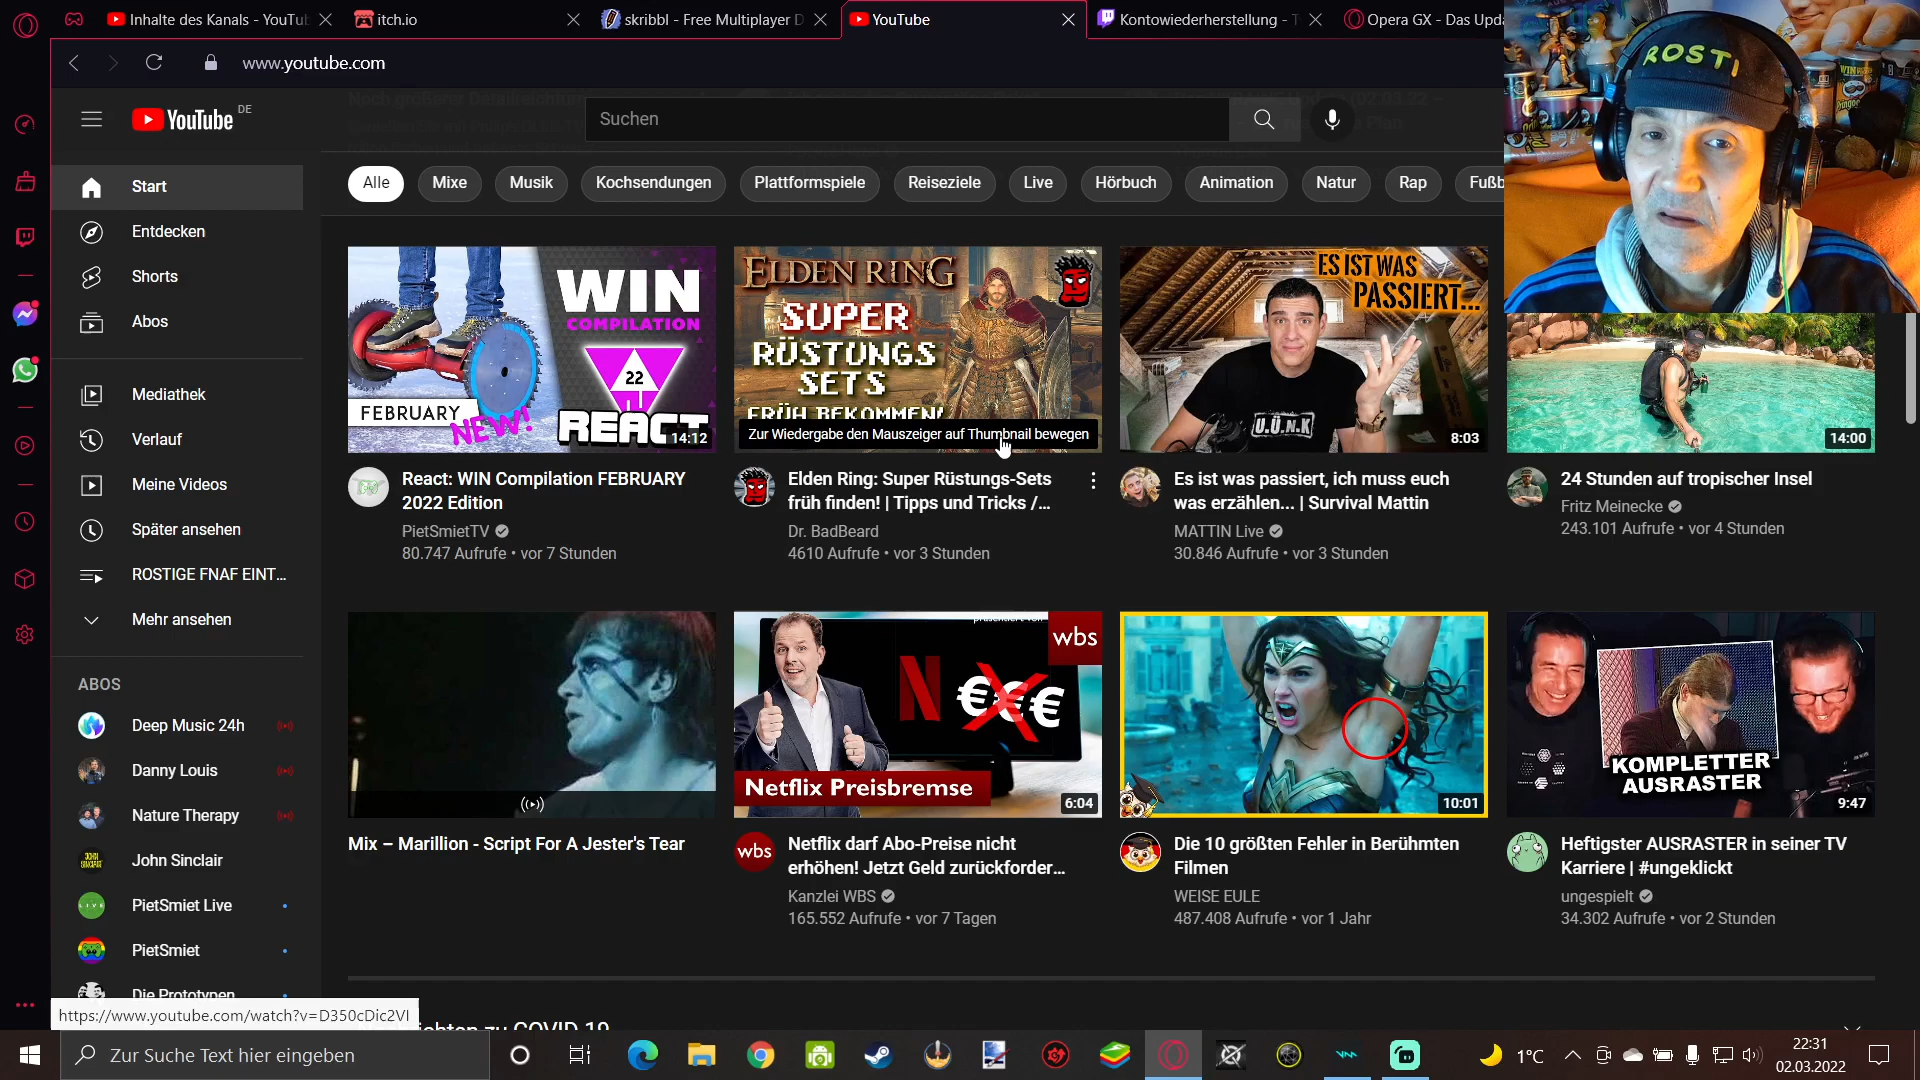 Inhalte des Kanals - YouTu
itch.io
skribbl - Free Multiplayer D
YouTube
Kontowiederherstellung - T
Opera GX - Das Upda
www.youtube.com
YouTube DE
Suchen
ROSTI
Alle
Mixe
Musik
Kochsendungen
Plattformspiele
Reiseziele
Live
Hörbuch
Animation
Natur
Rap
Fußb
Start
Entdecken
Shorts
Abos
Mediathek
Verlauf
Meine Videos
Später ansehen
ROSTIGE FNAF EINT...
Mehr ansehen
ABOS
Deep Music 24h
Danny Louis
Nature Therapy
John Sinclair
PietSmiet Live
PietSmiet
Die Prototypen
WIN
COMPILATION
22
FEBRUARY
NEW!
REACT
14:12
React: WIN Compilation FEBRUARY
2022 Edition
PietSmietTV
80.747 Aufrufe • vor 7 Stunden
ELDEN RING
SUPER
RÜSTUNGS
SETS
FRÜH BEKOMMEN!
Zur Wiedergabe den Mauszeiger auf Thumbnail bewegen
Elden Ring: Super Rüstungs-Sets
früh finden! | Tipps und Tricks /...
Dr. BadBeard
4610 Aufrufe • vor 3 Stunden
ES IST WAS
PASSIERT...
U.Ü.N.K
8:03
Es ist was passiert, ich muss euch
was erzählen... | Survival Mattin
MATTIN Live
30.846 Aufrufe • vor 3 Stunden
14:00
24 Stunden auf tropischer Insel
Fritz Meinecke
243.101 Aufrufe • vor 4 Stunden
Mix – Marillion - Script For A Jester's Tear
präsentiert von
wbs
N €€€
Netflix Preisbremse
6:04
wbs
Netflix darf Abo-Preise nicht
erhöhen! Jetzt Geld zurückforder...
Kanzlei WBS
165.552 Aufrufe • vor 7 Tagen
10:01
Die 10 größten Fehler in Berühmten
Filmen
WEISE EULE
487.408 Aufrufe • vor 1 Jahr
KOMPLETTER
AUSRASTER
9:47
Heftigster AUSRASTER in seiner TV
Karriere | #ungeklickt
ungespielt
34.302 Aufrufe • vor 2 Stunden
Nachrichten zu COVID-19
https://www.youtube.com/watch?v=D350cDic2VI
Zur Suche Text hier eingeben
1°C
22:31
02.03.2022